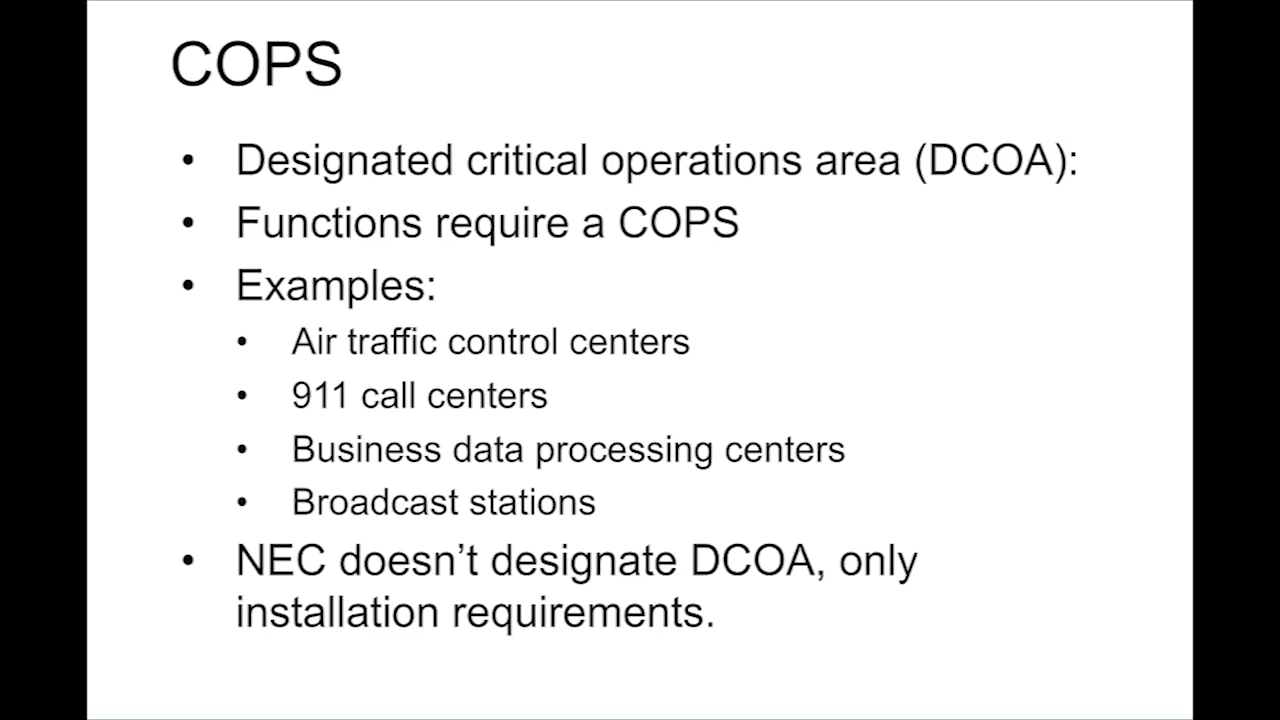 COPS
• Designated critical operations area (DCOA):
• Functions require a COPS
• Examples:
• Air traffic control centers
• 911 call centers
• Business data processing centers
• Broadcast stations
• NEC doesn’t designate DCOA, only
installation requirements.